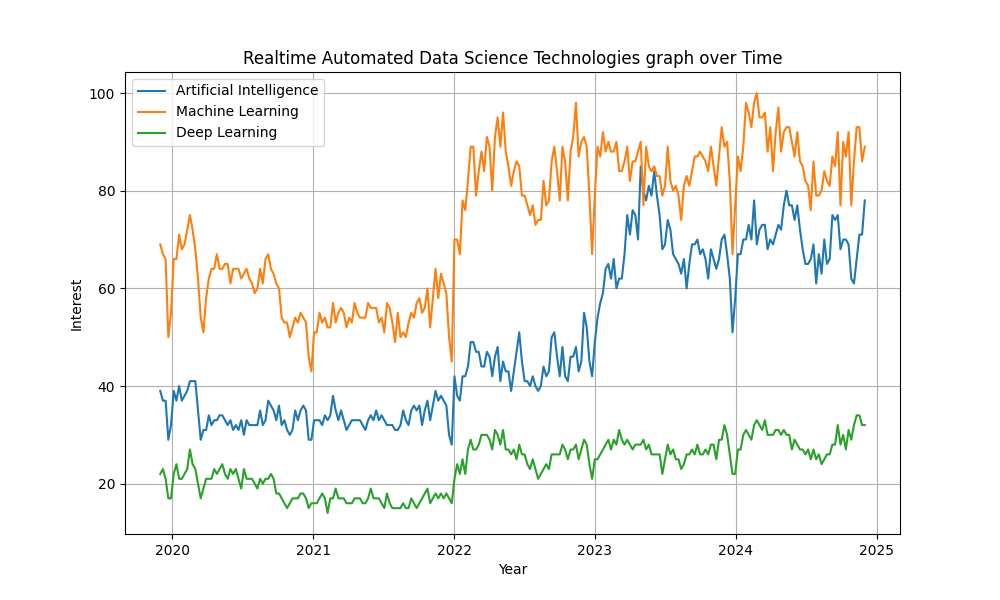 Realtime Automated Data Science Technologies graph over Time
Artificial Intelligence
Machine Learning
Deep Learning
100
80
60
40
20
Interest
2020 2021 2022 2023 2024 2025
Year